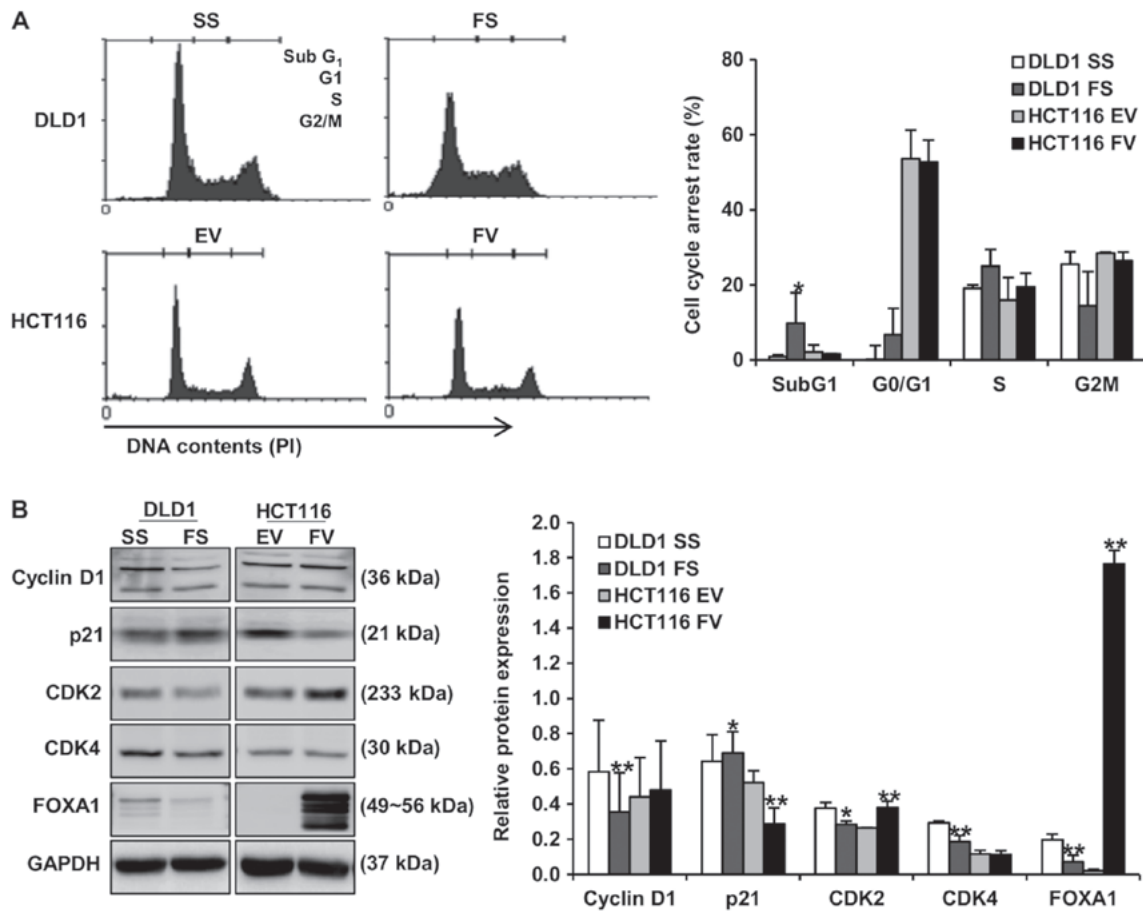 A
SS
FS
Sub G1
G1
S
G2/M
DLD1
0
0
EV
FV
HCT116
0
0
DNA contents (PI)
Cell cycle arrest rate (%)
80
60
40
20
0
DLD1 SS
DLD1 FS
HCT116 EV
HCT116 FV
*
SubG1 G0/G1 S G2M
B
DLD1 HCT116
SS FS EV FV
Cyclin D1 (36 kDa)
p21 (21 kDa)
CDK2 (233 kDa)
CDK4 (30 kDa)
FOXA1 (49~56 kDa)
GAPDH (37 kDa)
Relative protein expression
2.0
1.8
1.6
1.4
1.2
1.0
0.8
0.6
0.4
0.2
0.0
DLD1 SS
DLD1 FS
HCT116 EV
HCT116 FV
** * ** * ** ** ** **
Cyclin D1 p21 CDK2 CDK4 FOXA1